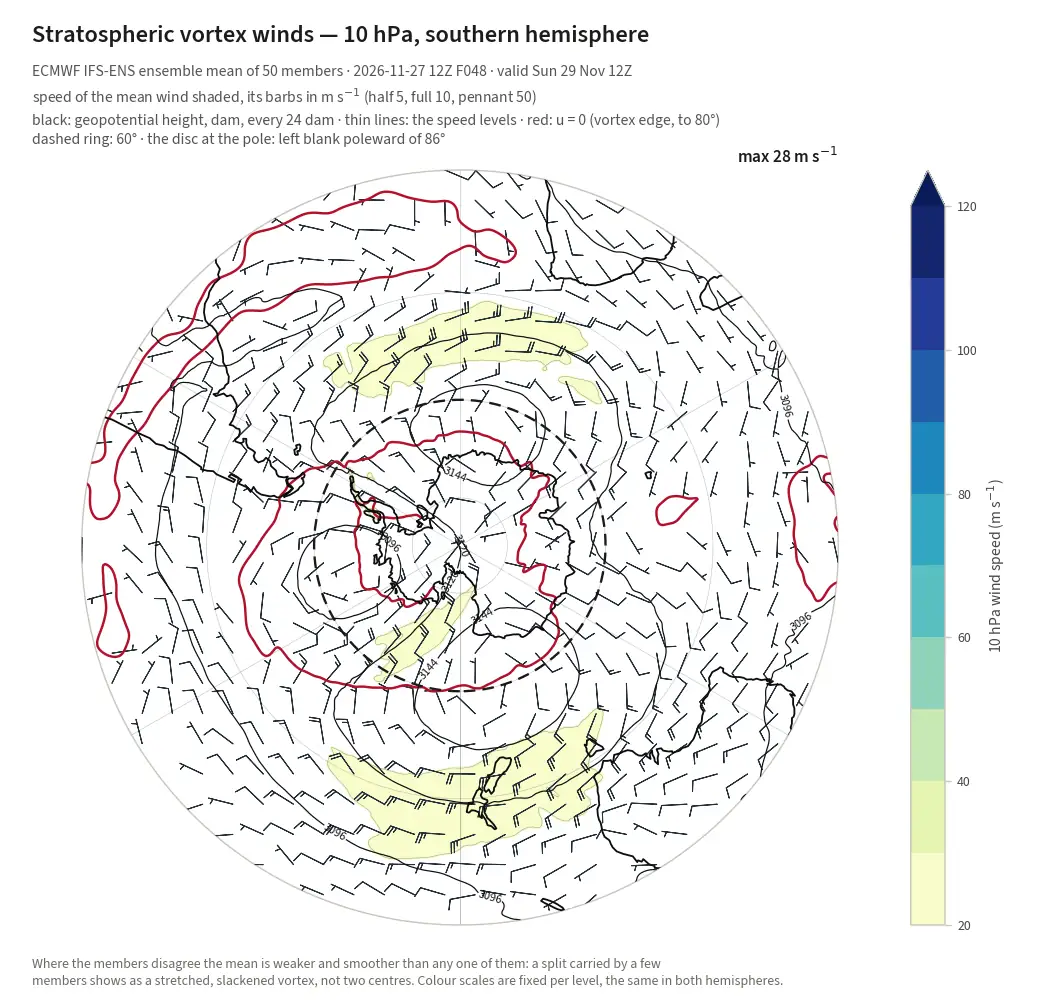 Stratospheric vortex winds — 10 hPa, southern hemisphere
ECMWF IFS-ENS ensemble mean of 50 members · 2026-11-27 12Z F048 · valid Sun 29 Nov 12Z
speed of the mean wind shaded, its barbs in m s⁻¹ (half 5, full 10, pennant 50)
black: geopotential height, dam, every 24 dam · thin lines: the speed levels · red: u = 0 (vortex edge, to 80°)
dashed ring: 60° · the disc at the pole: left blank poleward of 86°
max 28 m s⁻¹
120
100
80
60
40
20
10 hPa wind speed (m s⁻¹)
0
3096
3144
3096
3144
3096
3144
3096
3096
Where the members disagree the mean is weaker and smoother than any one of them: a split carried by a few
members shows as a stretched, slackened vortex, not two centres. Colour scales are fixed per level, the same in both hemispheres.